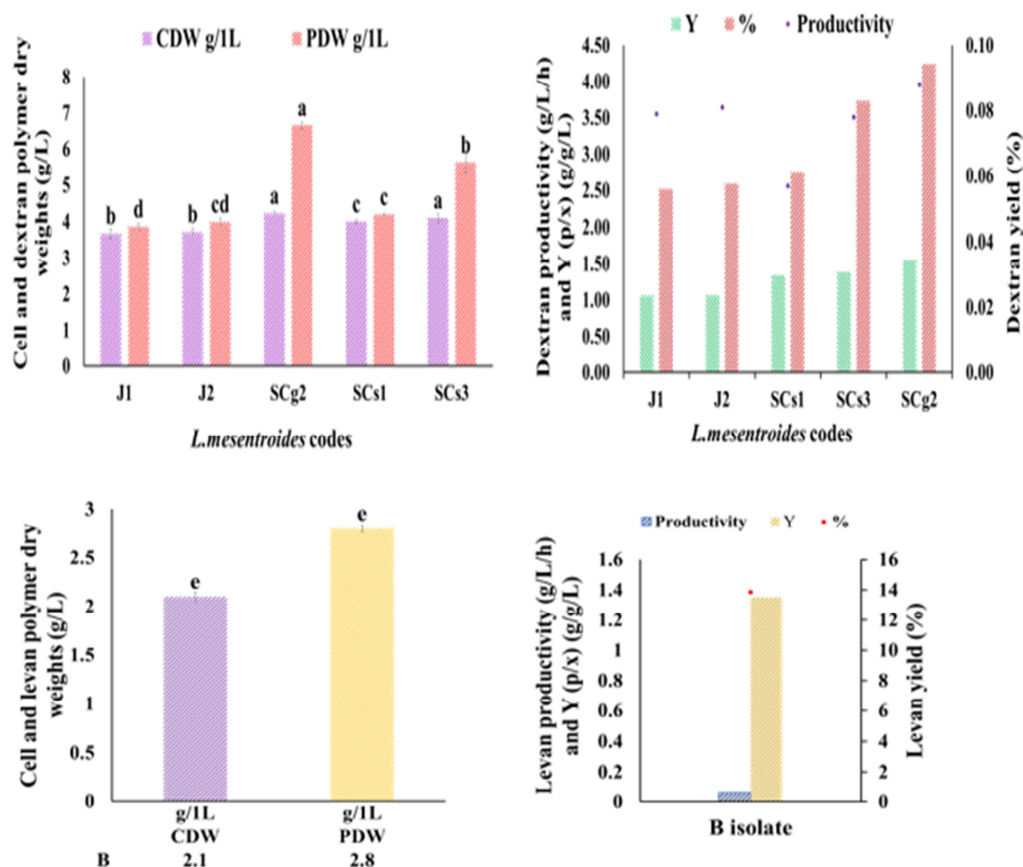 CDW g/1L PDW g/1L
Cell and dextran polymer dry
weights (g/L)
8
7
6
5
4
3
2
1
0
b d b cd a a c c a b
J1 J2 SCg2 SCs1 SCs3
L.mesentroides codes
Y % Productivity
Dextran productivity (g/L/h)
and Y (p/x) (g/g/L)
4.50
4.00
3.50
3.00
2.50
2.00
1.50
1.00
0.50
0.00
0.10
0.08
0.06
0.04
0.02
0.00
Dextran yield (%)
J1 J2 SCs1 SCs3 SCg2
L.mesentroides codes
Cell and levan polymer dry
weights (g/L)
3
2.5
2
1.5
1
0.5
0
e e
g/1L g/1L
CDW PDW
B 2.1 2.8
Productivity Y %
Levan productivity (g/L/h)
and Y (p/x) (g/g/L)
1.6
1.4
1.2
1
0.8
0.6
0.4
0.2
0
16
14
12
10
8
6
4
2
0
Levan yield (%)
B isolate